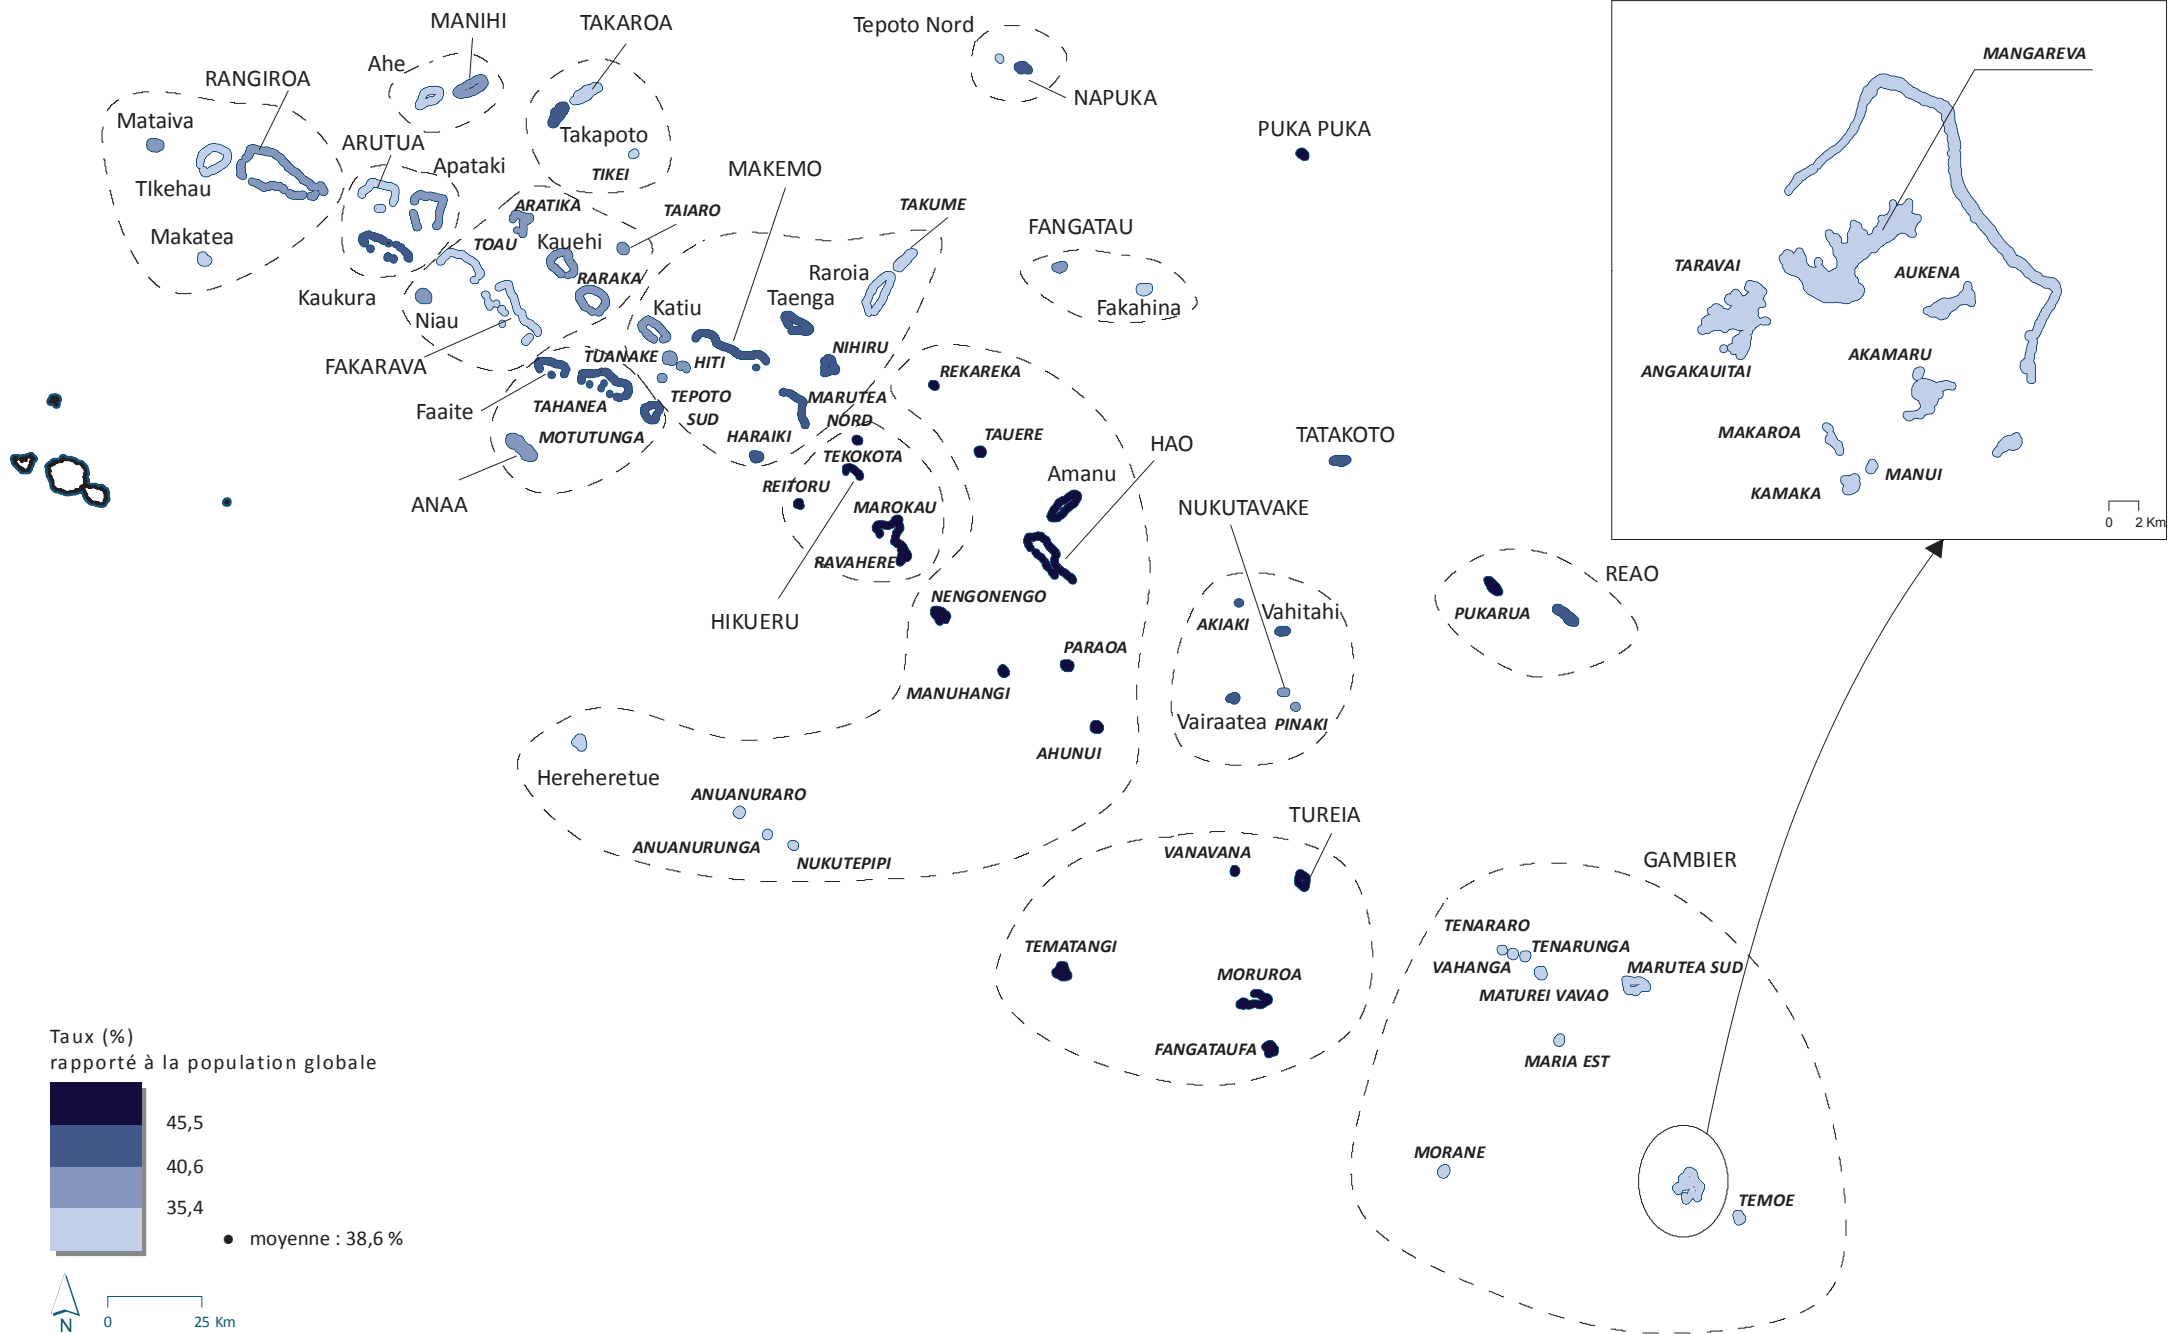 MANIHI
TAKAROA
Tepoto Nord
MANGAREVA
Ahe
RANGIROA
NAPUKA
Mataiva
ARUTUA
Takapoto
PUKA PUKA
Apataki
MAKEMO
TIKEI
TIkehau
ARATIKA
TAIARO
TAKUME
FANGATAU
Makatea
TOAU
Kauehi
TARAVAI
AUKENA
RARAKA
Raroia
Kaukura
Taenga
Katiu
Fakahina
Niau
NIHIRU
AKAMARU
FAKARAVA
TUANAKE
HITI
REKAREKA
ANGAKAUITAI
Faaite
TAHANEA
TEPOTO
SUD
MARUTEA
NORD
MOTUTUNGA
HARAIKI
TAUERE
HAO
TATAKOTO
MAKAROA
TEKOKOTA
Amanu
MANUI
REITORU
KAMAKA
ANAA
MAROKAU
NUKUTAVAKE
0 2 Km
RAVAHERE
REAO
NENGONENGO
HIKUERU
AKIAKI
Vahitahi
PUKARUA
PARAOA
MANUHANGI
Vairaatea
PINAKI
AHUNUI
Hereheretue
ANUANURARO
ANUANURUNGA
NUKUTEPIPI
TUREIA
VANAVANA
GAMBIER
TENARARO
TEMATANGI
TENARUNGA
VAHANGA
MARUTEA SUD
MORUROA
MATUREI VAVAO
FANGATAUFA
MARIA EST
MORANE
TEMOE
Taux (%)
rapporté à la population globale
45,5
40,6
35,4
moyenne : 38,6 %
N
0 25 Km